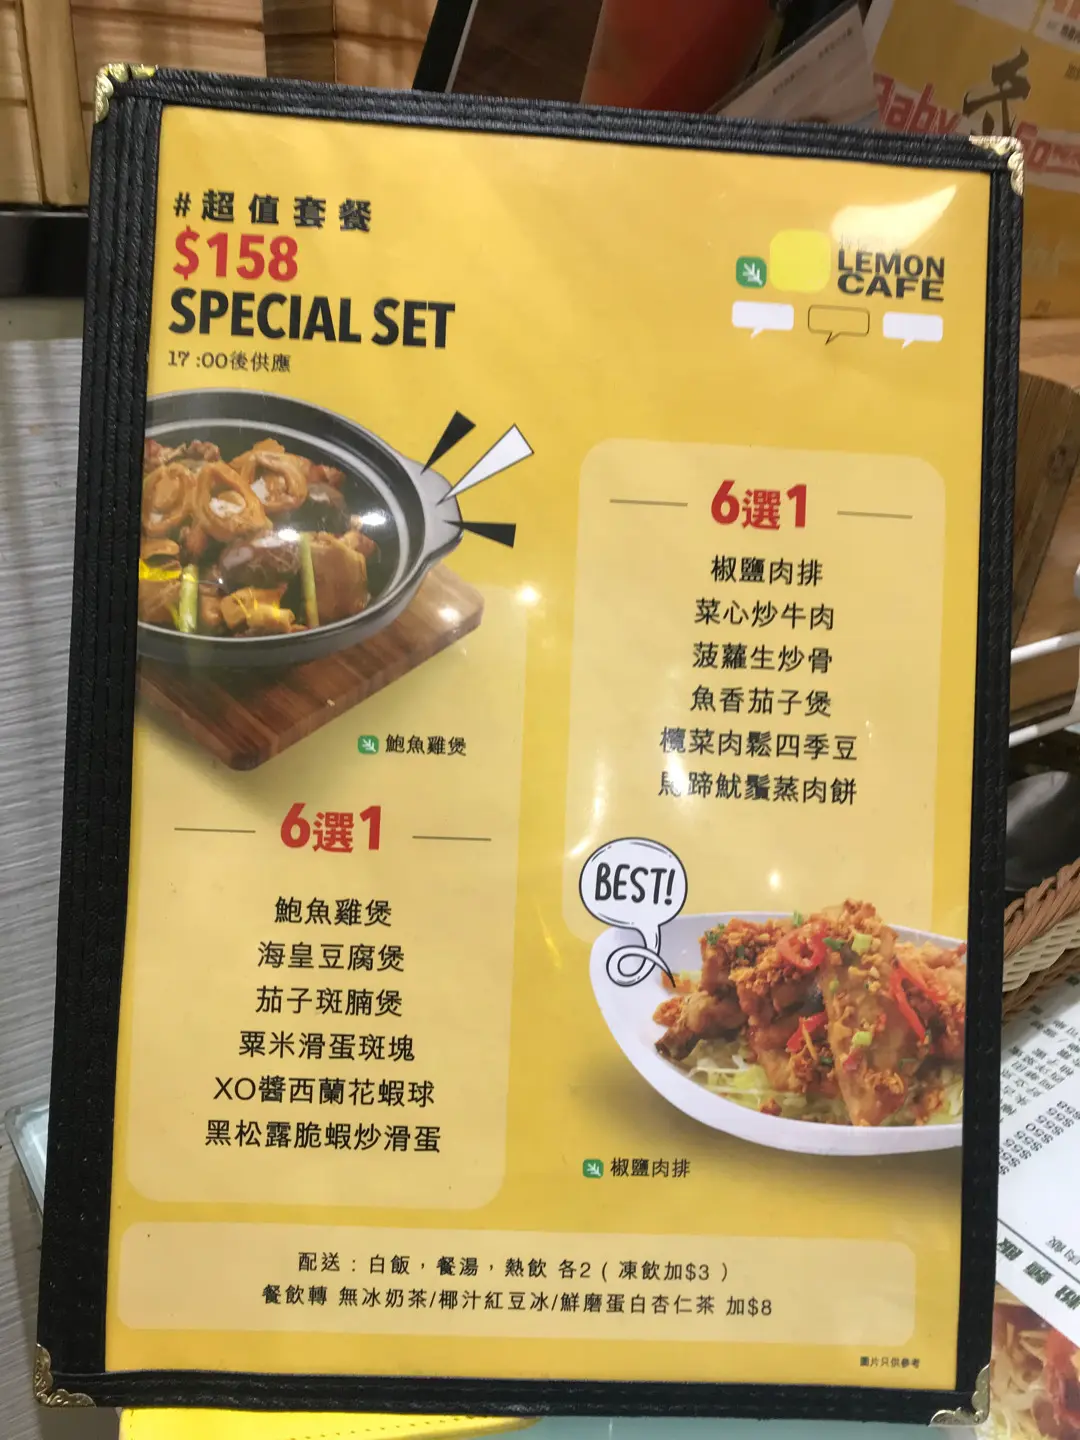 #超值套餐
$158
SPECIAL SET
17:00後供應
LEMON
CAFE
鮑魚雞煲
6選1
鮑魚雞煲
海皇豆腐煲
茄子斑腩煲
粟米滑蛋斑塊
XO醬西蘭花蝦球
黑松露脆蝦炒滑蛋
6選1
椒鹽肉排
菜心炒牛肉
菠蘿生炒骨
魚香茄子煲
欖菜肉鬆四季豆
馬蹄魷鬚蒸肉餅
BEST!
椒鹽肉排
配送：白飯，餐湯，熱飲 各2（凍飲加$3）
餐飲轉 無冰奶茶/椰汁紅豆冰/鮮磨蛋白杏仁茶 加$8
圖片只供參考
Baby